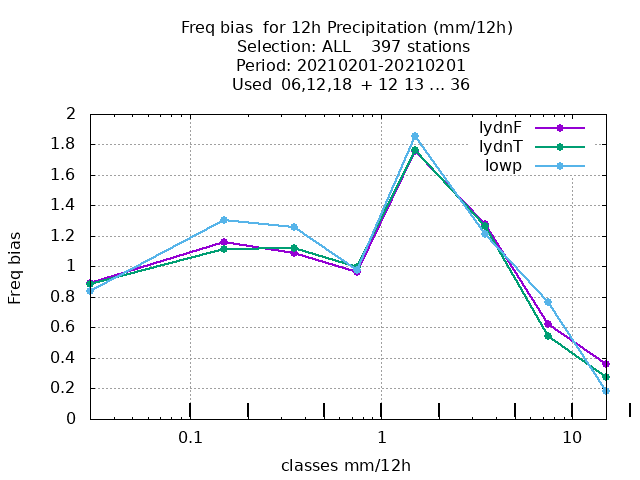 Freq bias  for 12h Precipitation (mm/12h)
Selection: ALL    397 stations
Period: 20210201-20210201
Used  06,12,18  + 12 13 ... 36
lydnF
lydnT
lowp
2
1.8
1.6
1.4
1.2
1
0.8
0.6
0.4
0.2
0
Freq bias
0.1
1
10
classes mm/12h